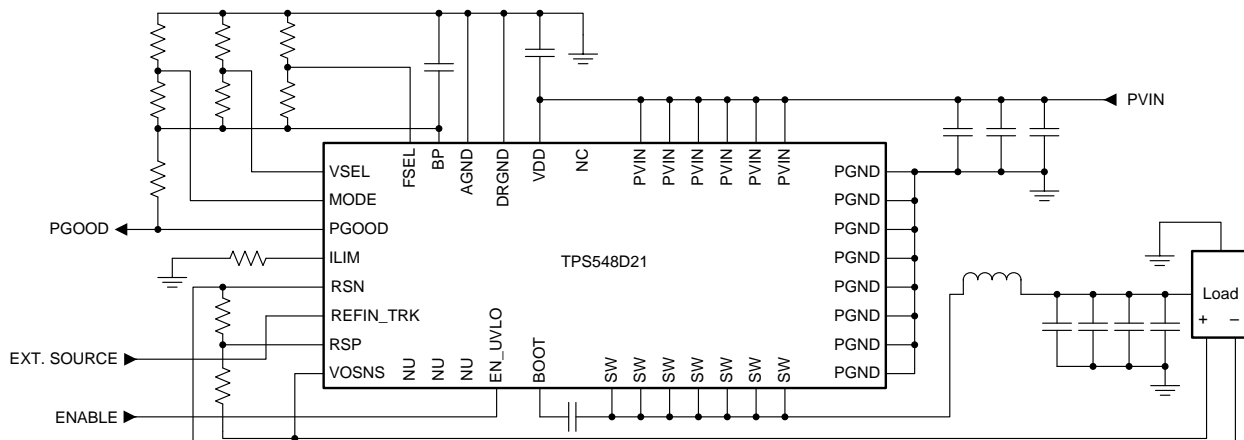 PVIN
FSEL
BP
AGND
DRGND
VDD
NC
PVIN
PVIN
PVIN
PVIN
PVIN
PVIN
VSEL
MODE
PGOOD
PGOOD
ILIM
RSN
REFIN_TRK
RSP
VOSNS
EXT. SOURCE
ENABLE
TPS548D21
PGND
PGND
PGND
PGND
PGND
PGND
PGND
PGND
NU
NU
NU
EN_UVLO
BOOT
SW
SW
SW
SW
SW
SW
SW
Load
+ –